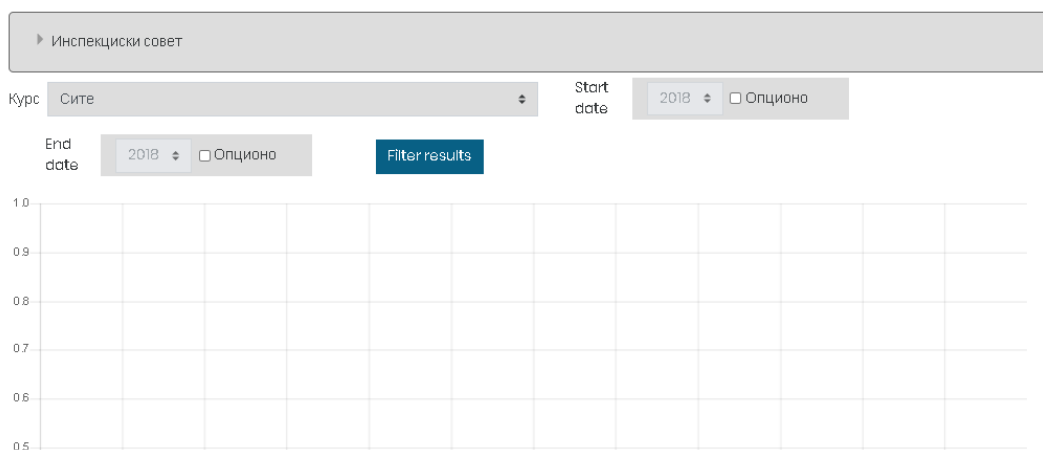 Инспекциски совет
Курс Сите
Start date
2018 Опционо
End date
2018 Опционо
Filter results
1.0
0.9
0.8
0.7
0.6
0.5